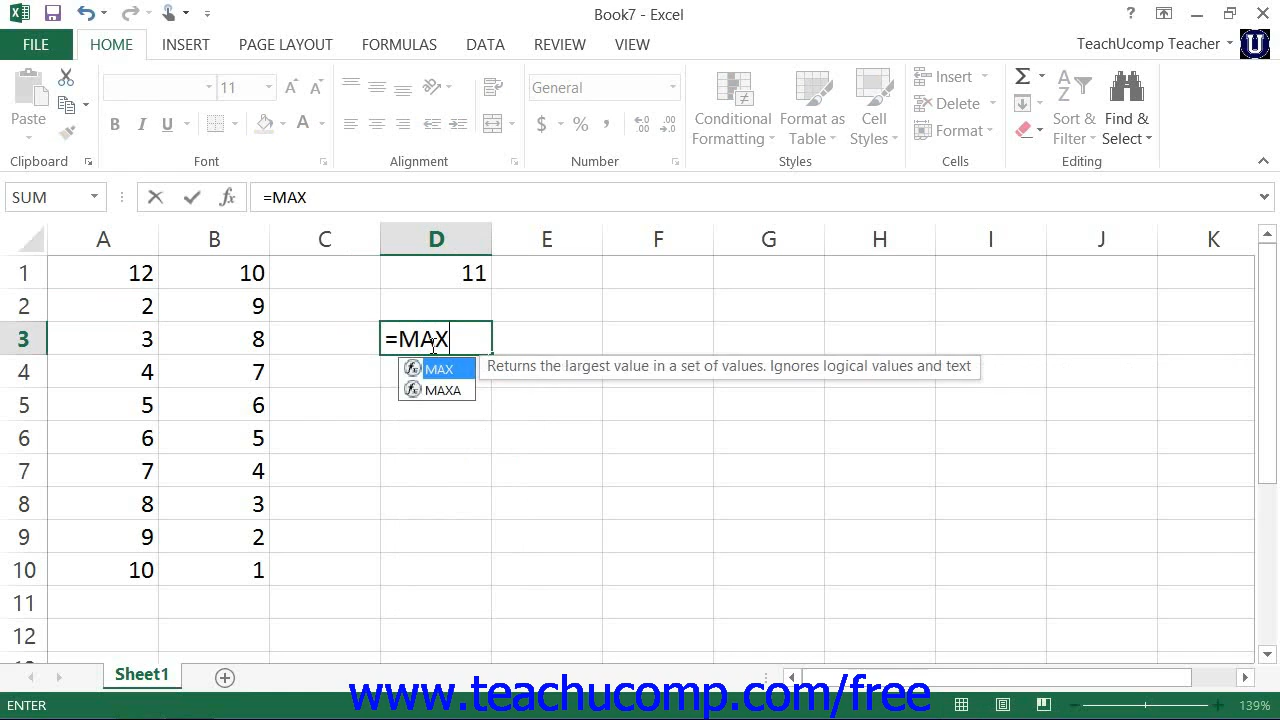 Book7 - Excel
FILE HOME INSERT PAGE LAYOUT FORMULAS DATA REVIEW VIEW TeachUcomp Teacher U
Paste
Clipboard
11
B I U A
Font
Alignment
General
$ % ,
Number
Conditional Formatting
Format as Table
Cell Styles
Styles
Insert
Delete
Format
Cells
Σ
Sort & Filter
Find & Select
Editing
SUM fx =MAX
A B C D E F G H I J K
1 12 10 11
2 2 9
3 3 8 =MAX
MAX Returns the largest value in a set of values. Ignores logical values and text
MAXA
4 4 7
5 5 6
6 6 5
7 7 4
8 8 3
9 9 2
10 10 1
11
12
Sheet1
www.teachucomp.com/free
ENTER 139%